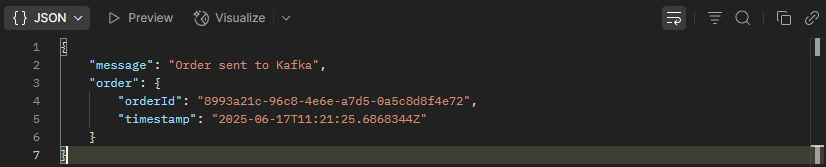 {} JSON Preview Visualize
1 {
2 "message": "Order sent to Kafka",
3 "order": {
4 "orderId": "8993a21c-96c8-4e6e-a7d5-0a5c8d8f4e72",
5 "timestamp": "2025-06-17T11:21:25.6868344Z"
6 }
7 }